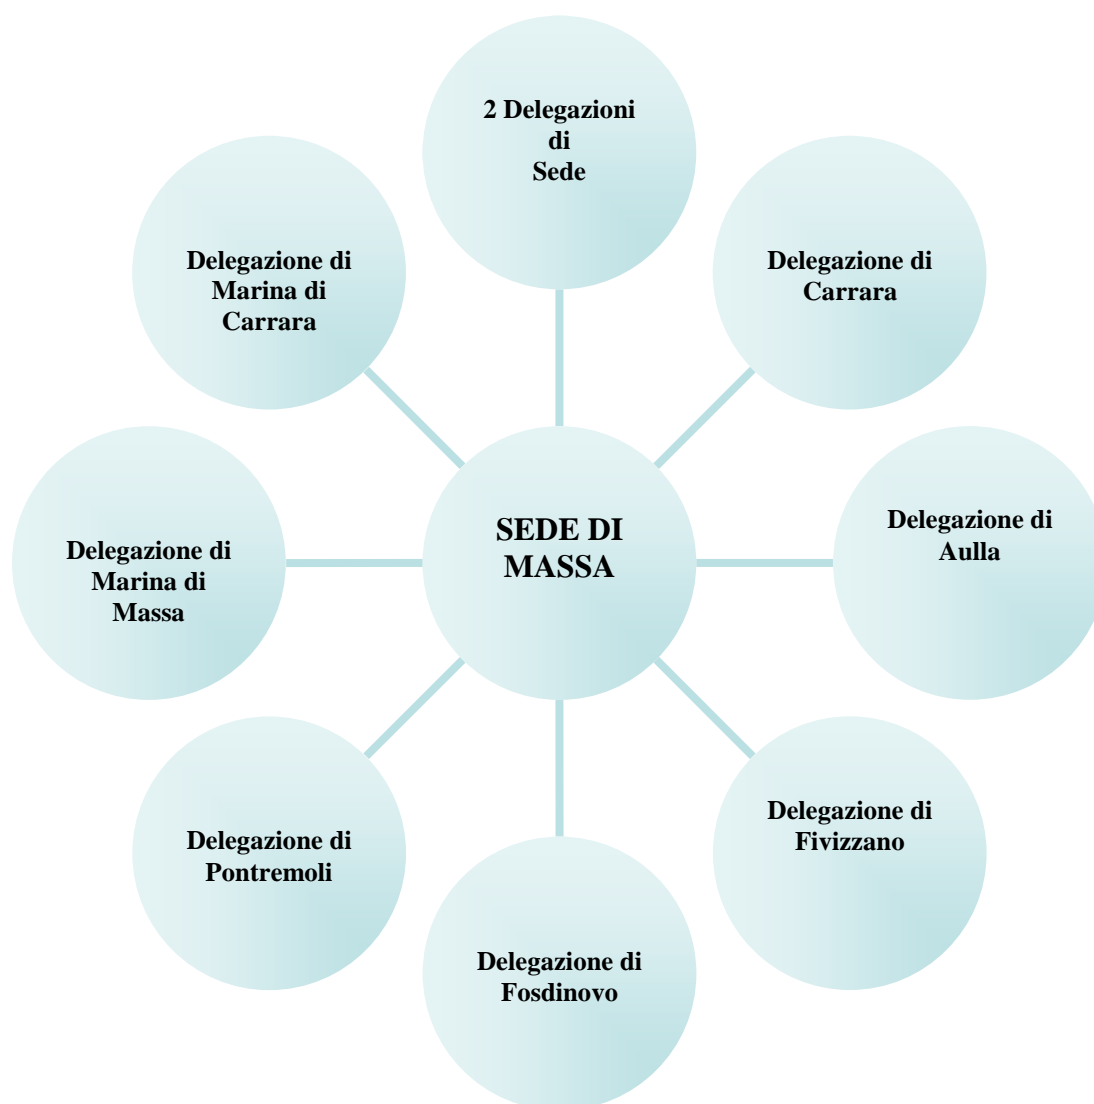 2 Delegazioni
di
Sede
Delegazione di
Carrara
Delegazione di
Aulla
Delegazione di
Fivizzano
Delegazione di
Fosdinovo
Delegazione di
Pontremoli
Delegazione di
Marina di
Massa
Delegazione di
Marina di
Carrara
SEDE DI
MASSA